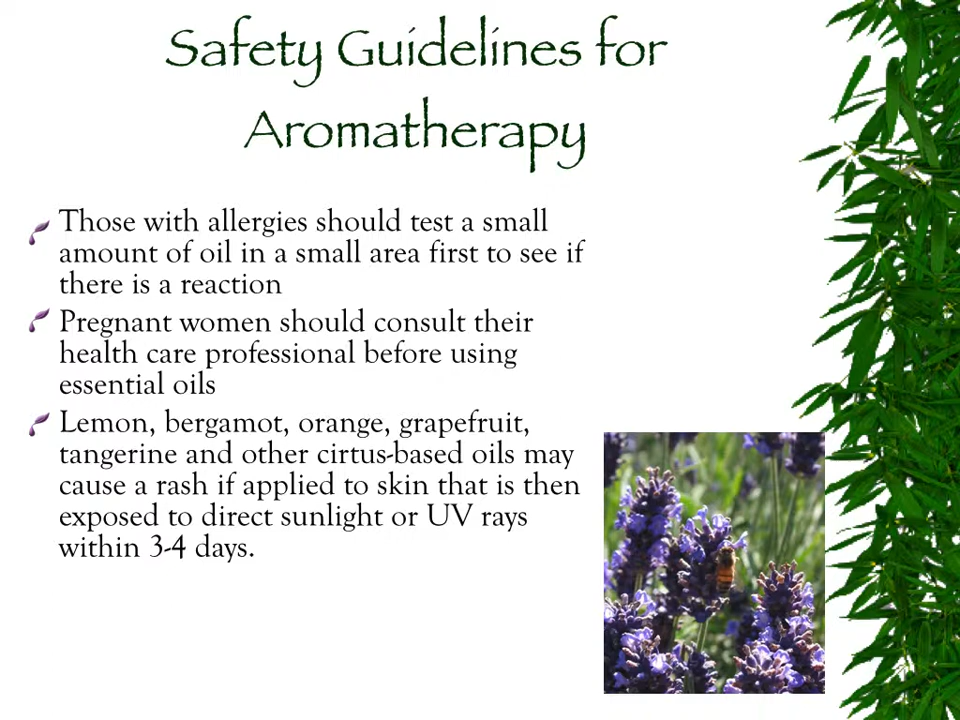 Safety Guidelines for
Aromatherapy
Those with allergies should test a small
amount of oil in a small area first to see if
there is a reaction
Pregnant women should consult their
health care professional before using
essential oils
Lemon, bergamot, orange, grapefruit,
tangerine and other cirtus-based oils may
cause a rash if applied to skin that is then
exposed to direct sunlight or UV rays
within 3-4 days.